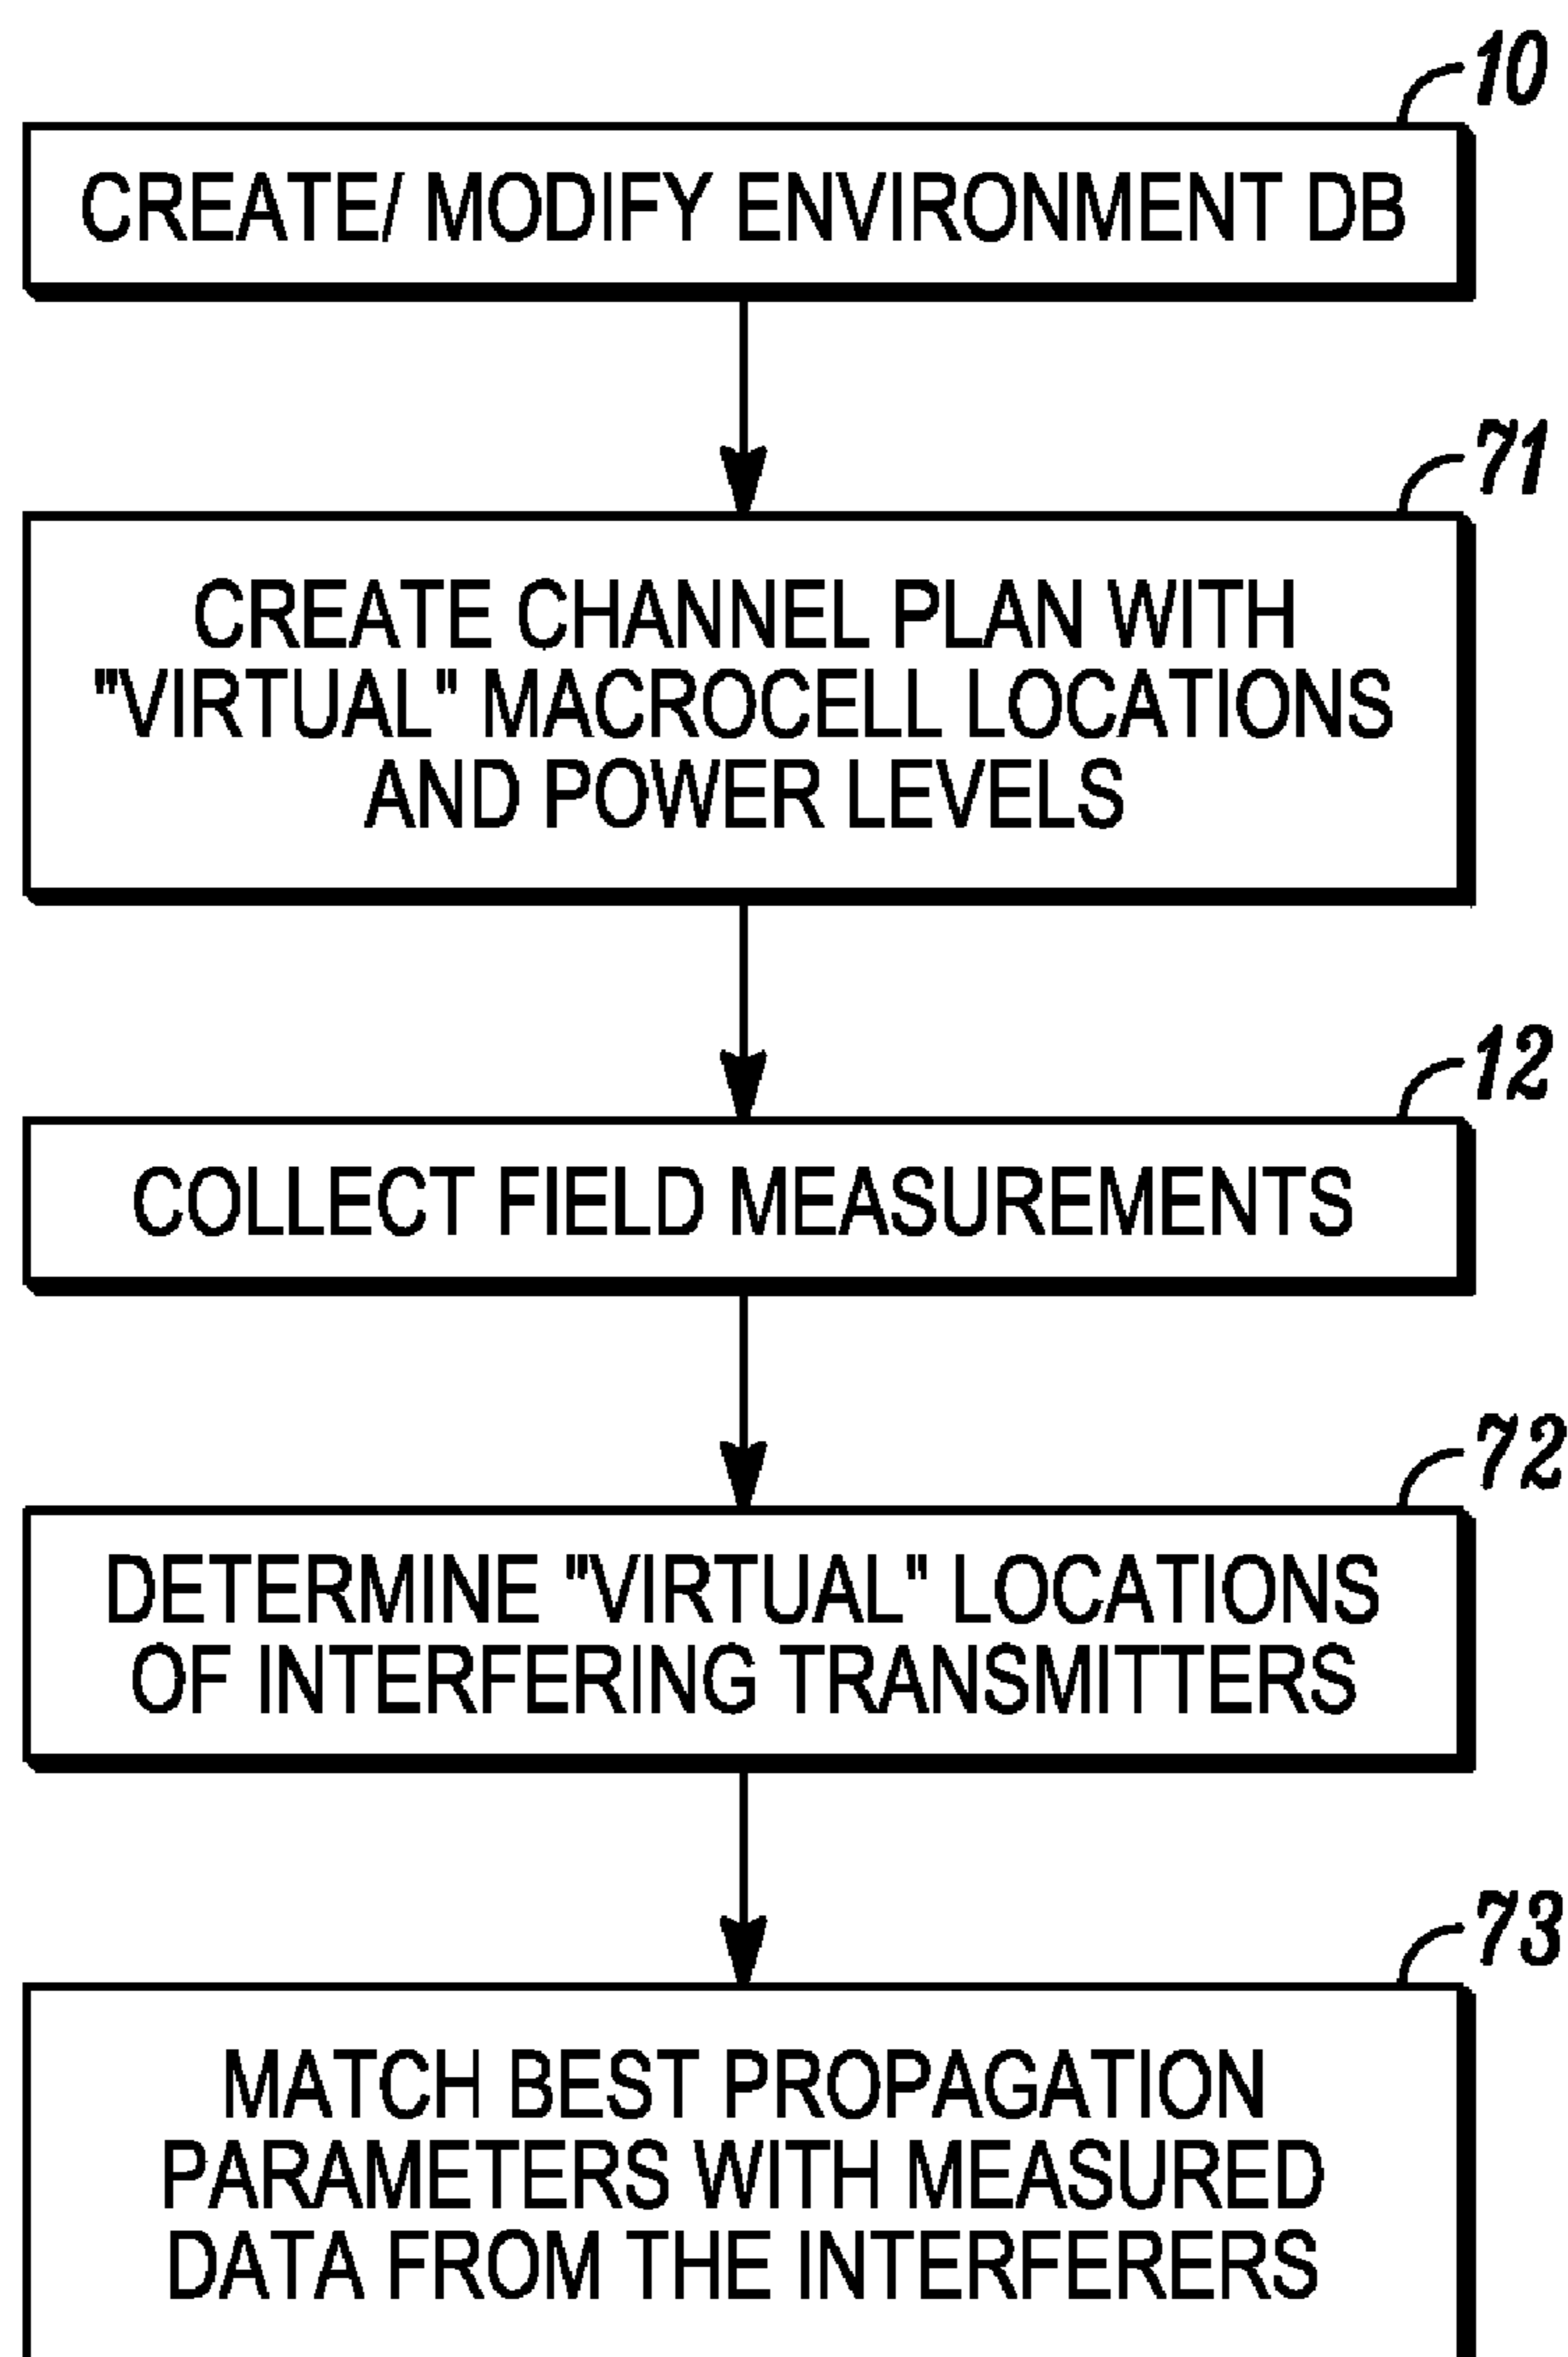 10
CREATE/ MODIFY ENVIRONMENT DB
71
CREATE CHANNEL PLAN WITH
"VIRTUAL" MACROCELL LOCATIONS
AND POWER LEVELS
12
COLLECT FIELD MEASUREMENTS
72
DETERMINE "VIRTUAL" LOCATIONS
OF INTERFERING TRANSMITTERS
73
MATCH BEST PROPAGATION
PARAMETERS WITH MEASURED
DATA FROM THE INTERFERERS